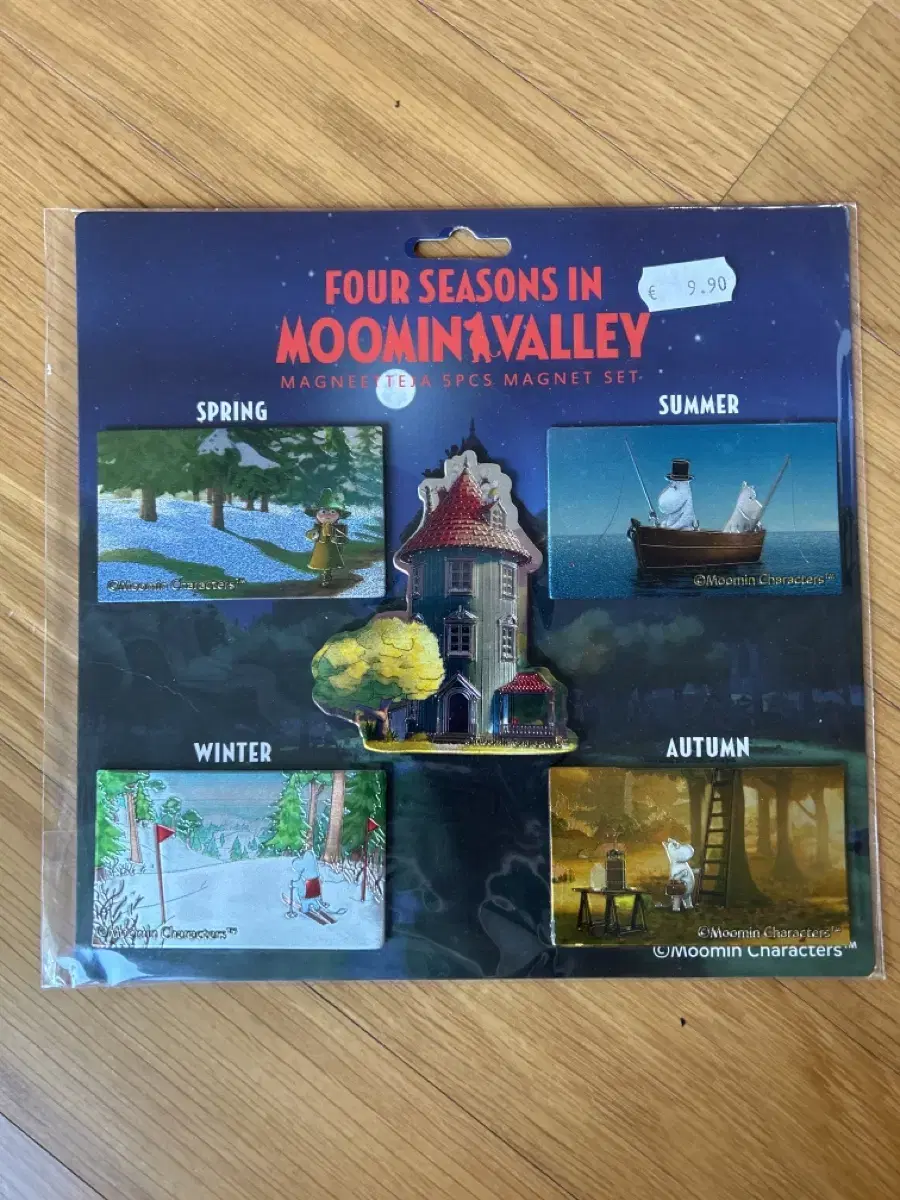 FOUR SEASONS IN
€ 9.90
MOOMINVALLEY
MAGNEETTEJA 5PCS MAGNET SET
SPRING
SUMMER
©Moomin Characters™
©Moomin Characters™
WINTER
AUTUMN
©Moomin Characters™
©Moomin Characters™
©Moomin Characters™